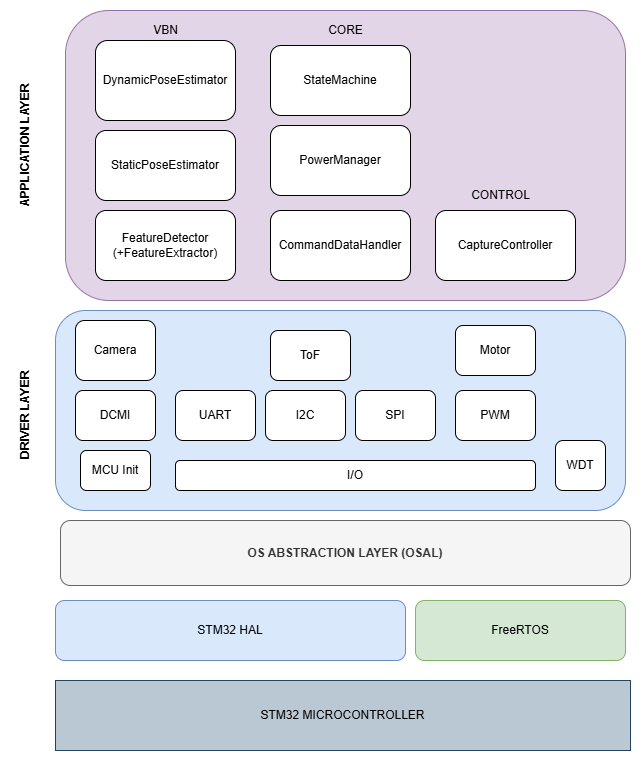 VBN
CORE
DynamicPoseEstimator
StateMachine
StaticPoseEstimator
PowerManager
CONTROL
FeatureDetector
(+FeatureExtractor)
CommandDataHandler
CaptureController
APPLICATION LAYER
Camera
ToF
Motor
DCMI
UART
I2C
SPI
PWM
MCU Init
I/O
WDT
DRIVER LAYER
OS ABSTRACTION LAYER (OSAL)
STM32 HAL
FreeRTOS
STM32 MICROCONTROLLER